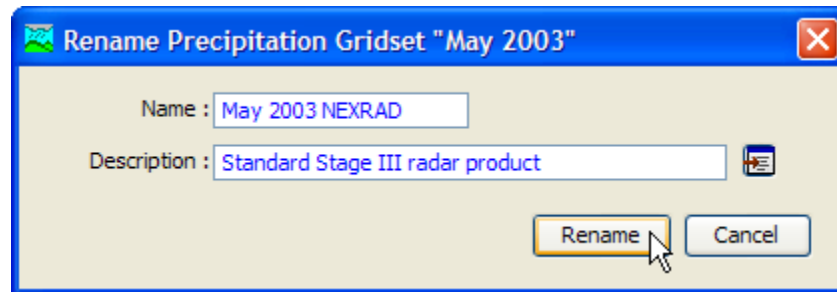 Rename Precipitation Gridset "May 2003"
Name : May 2003 NEXRAD
Description : Standard Stage III radar product
Rename Cancel